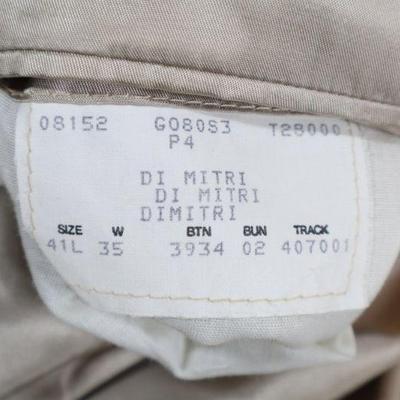 08152 G080S3 T28000
P4
DI MITRI
DI MITRI
DIMITRI
SIZE W BTN BUN TRACK
41L 35 3934 02 407001